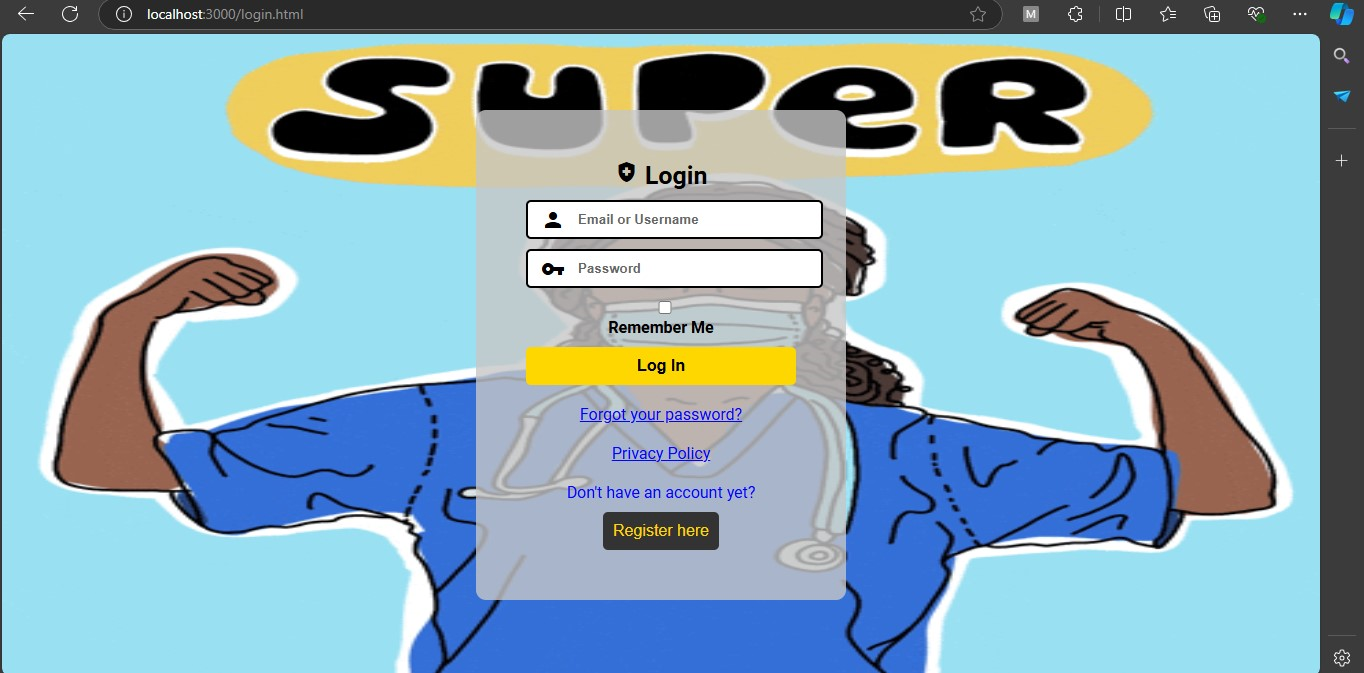 localhost:3000/login.html
M
SUPeR
Login
Email or Username
Password
Remember Me
Log In
Forgot your password?
Privacy Policy
Don't have an account yet?
Register here